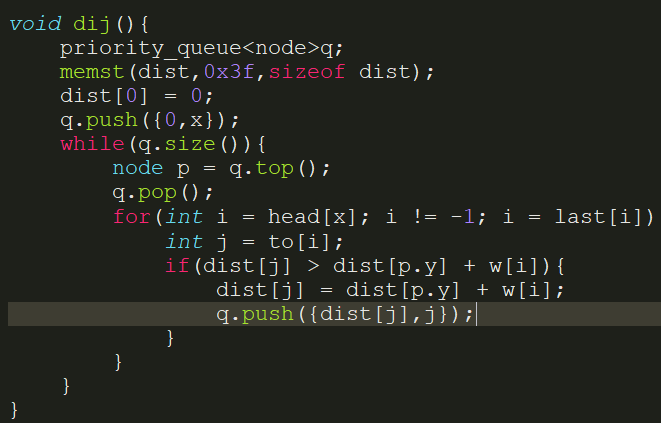 void dij(){
    priority_queue<node>q;
    memst(dist,0x3f,sizeof dist);
    dist[0] = 0;
    q.push({0,x});
    while(q.size()){
        node p = q.top();
        q.pop();
        for(int i = head[x]; i != -1; i = last[i])
            int j = to[i];
            if(dist[j] > dist[p.y] + w[i]){
                dist[j] = dist[p.y] + w[i];
                q.push({dist[j],j});
            }
        }
    }
}